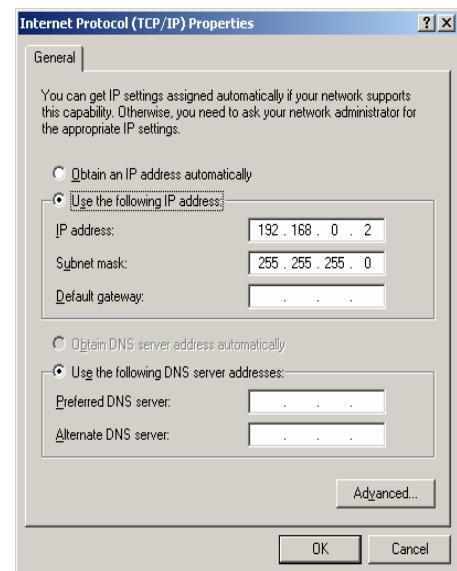 Internet Protocol (TCP/IP) Properties ? X
General
You can get IP settings assigned automatically if your network supports
this capability. Otherwise, you need to ask your network administrator for
the appropriate IP settings.
Obtain an IP address automatically
Use the following IP address:
IP address: 192 . 168 . 0 . 2
Subnet mask: 255 . 255 . 255 . 0
Default gateway: . . .
Obtain DNS server address automatically
Use the following DNS server addresses:
Preferred DNS server: . . .
Alternate DNS server: . . .
Advanced...
OK Cancel